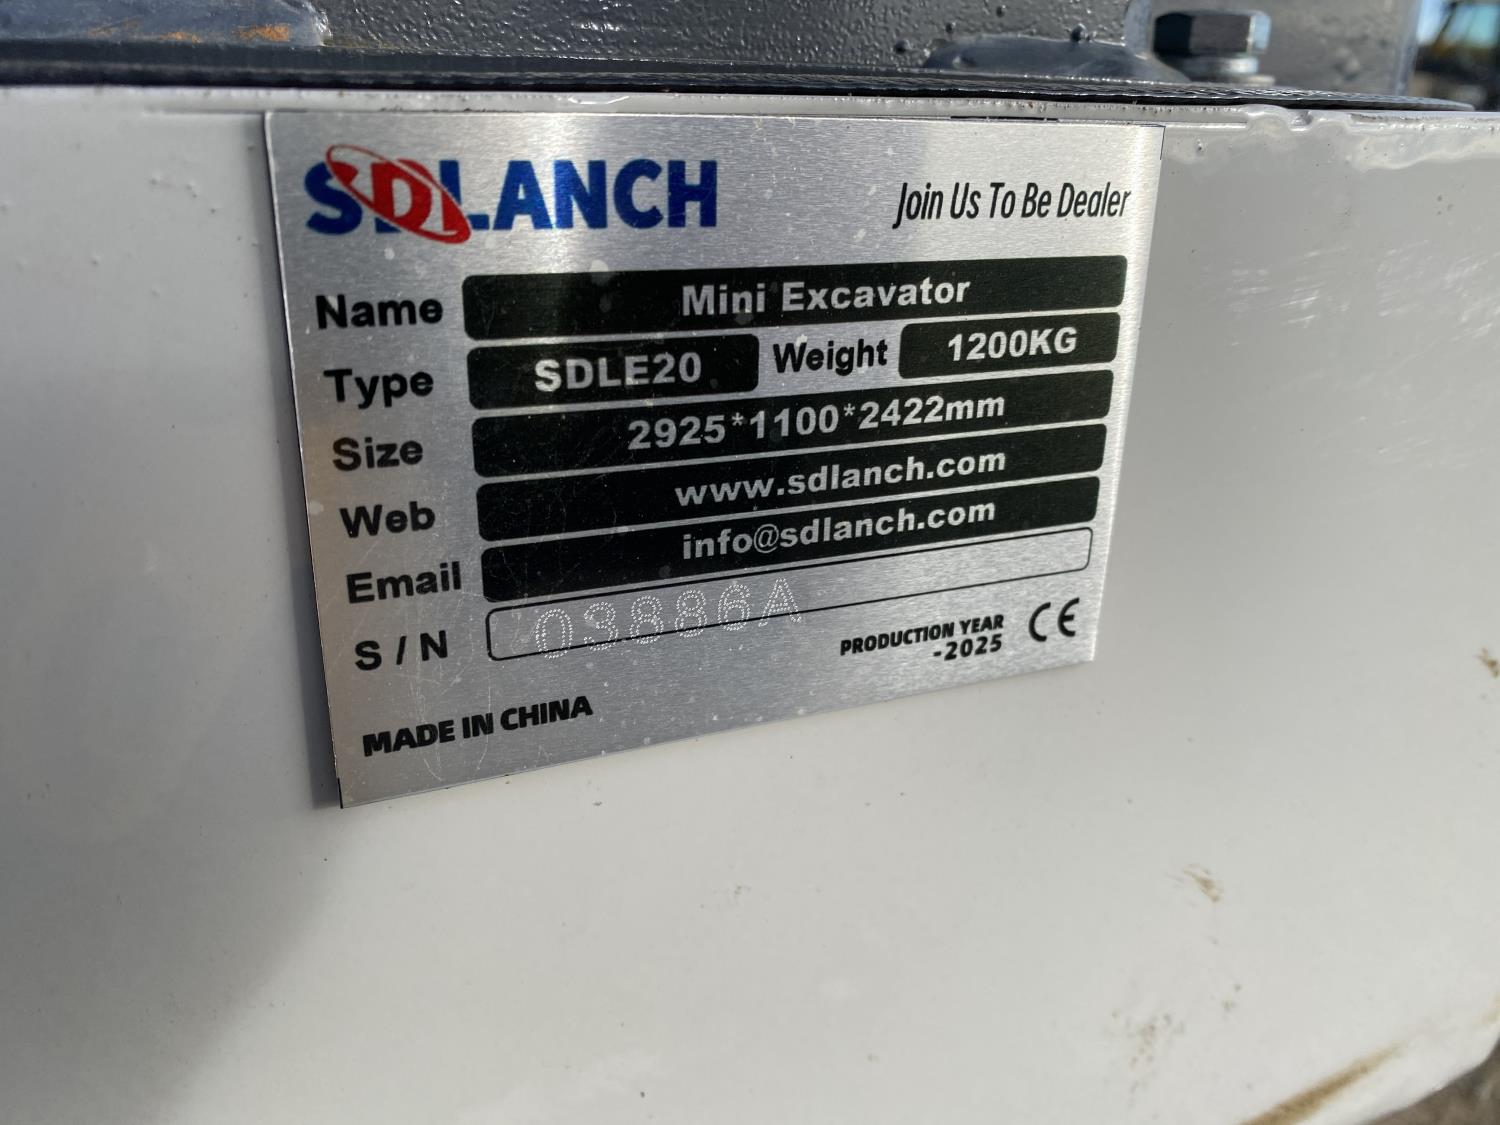 SDLANCH
Join Us To Be Dealer
Name Mini Excavator
Type SDLE20 Weight 1200KG
Size 2925*1100*2422mm
Web www.sdlanch.com
Email info@sdlanch.com
S / N 03886A
PRODUCTION YEAR
-2025
CE
MADE IN CHINA